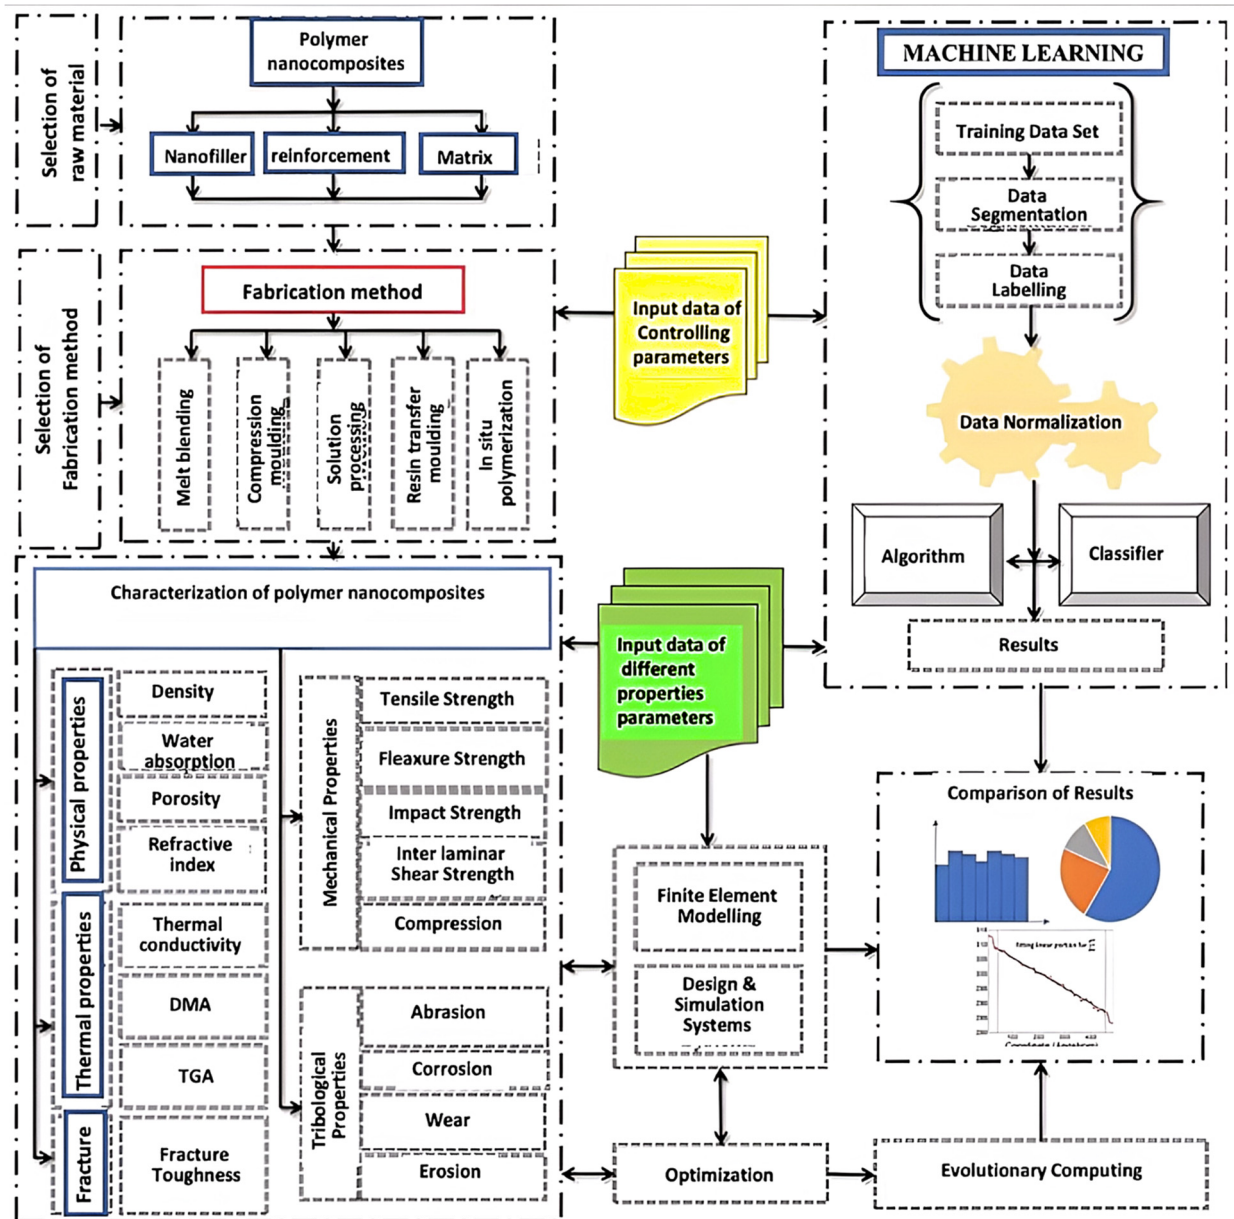 Selection of
raw material
Polymer
nanocomposites
Nanofiller
reinforcement
Matrix
Selection of
Fabrication method
Fabrication method
Melt blending
Compression
moulding
Solution
processing
Resin transfer
moulding
In situ
polymerization
Input data of
Controlling
parameters
MACHINE LEARNING
Training Data Set
Data
Segmentation
Data
Labelling
Data Normalization
Algorithm
Classifier
Results
Characterization of polymer nanocomposites
Physical properties
Density
Water
absorption
Porosity
Refractive
index
Thermal properties
Thermal
conductivity
DMA
TGA
Fracture
Fracture
Toughness
Mechanical Properties
Tensile Strength
Fleaxure Strength
Impact Strength
Inter laminar
Shear Strength
Compression
Tribological
Properties
Abrasion
Corrosion
Wear
Erosion
Input data of
different
properties
parameters
Finite Element
Modelling
Design &
Simulation
Systems
Optimization
Evolutionary Computing
Comparison of Results